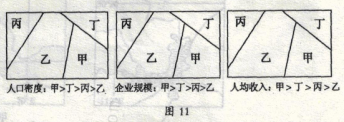 丙 丁
乙 甲
丙 丁
乙 甲
丙 丁
乙 甲
人口密度：甲>丁>丙>乙 企业规模：甲>丁>丙>乙 人均收入：甲>丁>丙>乙
图 11